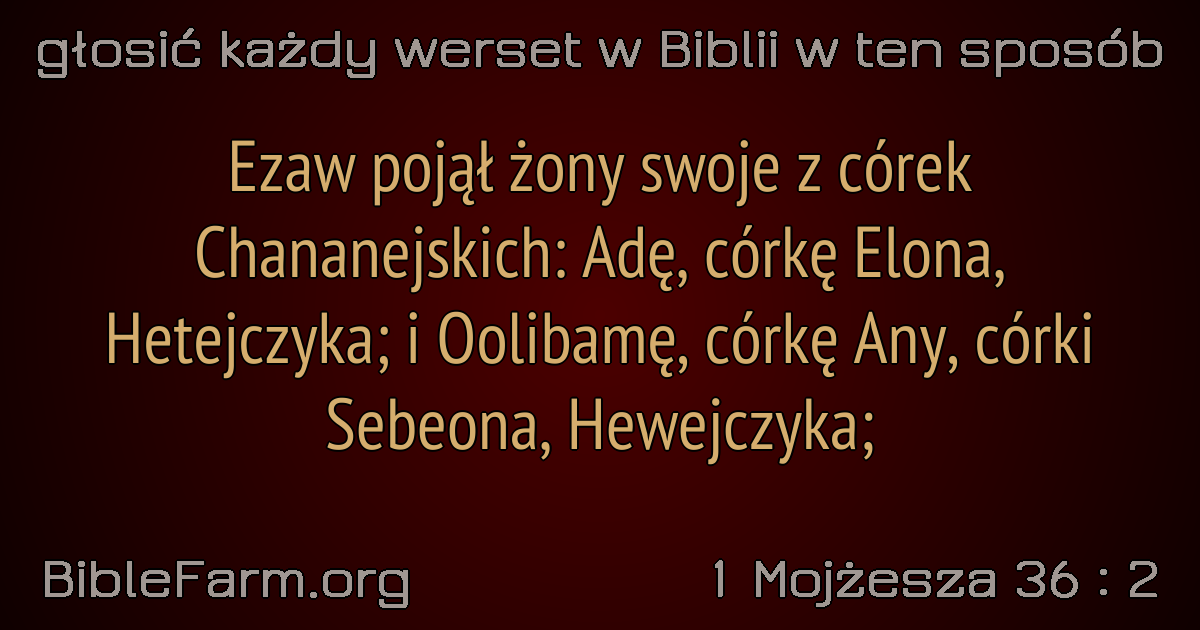 głosić każdy werset w Biblii w ten sposób
Ezaw pojął żony swoje z córek
Chananejskich: Adę, córkę Elona,
Hetejczyka; i Oolibamę, córkę Any, córki
Sebeona, Hewejczyka;
BibleFarm.org
1 Mojżesza 36 : 2